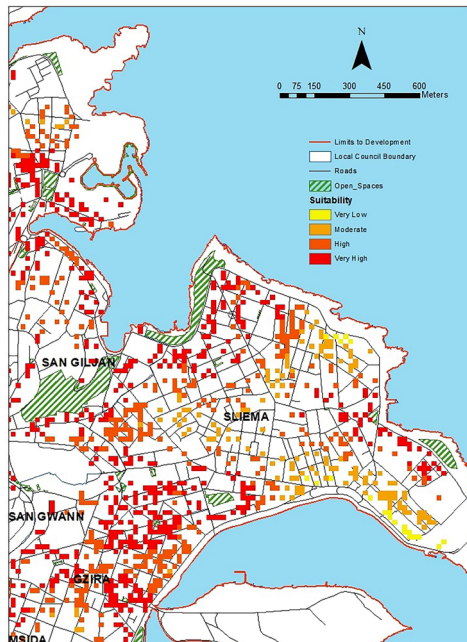 N
0 75 150 300 450 600
Meters
Limits to Development
Local Council Boundary
Roads
Open_Spaces
Suitability
Very Low
Moderate
High
Very High
SAN GILJAN
SLIEMA
SAN GWANN
GZIRA
MSIDA